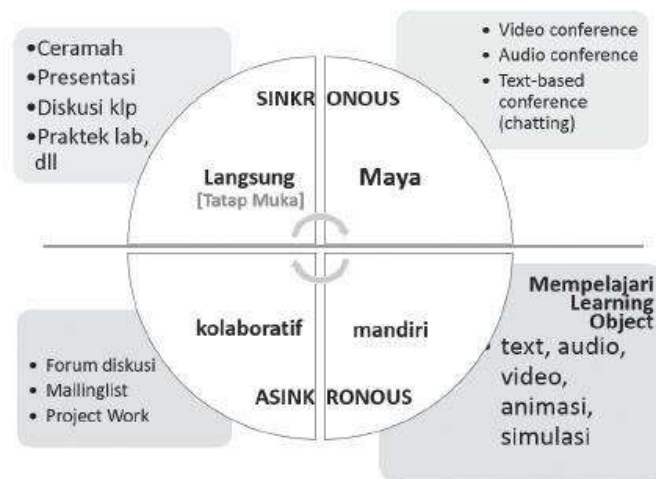 •Ceramah
•Presentasi
•Diskusi klp
•Praktek lab,
dll
• Video conference
• Audio conference
• Text-based
conference
(chatting)
SINKR ONOUS
Langsung
[Tatap Muka]
Maya
kolaboratif
mandiri
ASINK RONOUS
• Forum diskusi
• Mailinglist
• Project Work
Mempelajari
Learning
Object
• text, audio,
video,
animasi,
simulasi